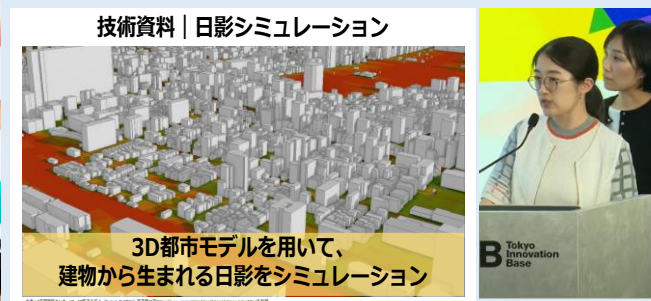 技術資料｜日影シミュレーション
3D都市モデルを用いて、
建物から生まれる日影をシミュレーション
B Tokyo
Innovation
Base